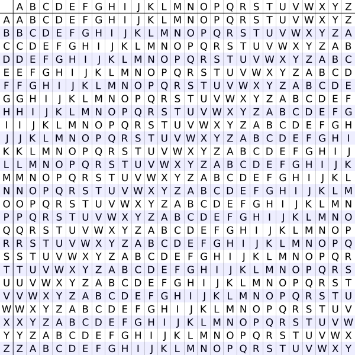 A B C D E F G H I J K L M N O P Q R S T U V W X Y Z
A A B C D E F G H I J K L M N O P Q R S T U V W X Y Z
B B C D E F G H I J K L M N O P Q R S T U V W X Y Z A
C C D E F G H I J K L M N O P Q R S T U V W X Y Z A B
D D E F G H I J K L M N O P Q R S T U V W X Y Z A B C
E E F G H I J K L M N O P Q R S T U V W X Y Z A B C D
F F G H I J K L M N O P Q R S T U V W X Y Z A B C D E
G G H I J K L M N O P Q R S T U V W X Y Z A B C D E F
H H I J K L M N O P Q R S T U V W X Y Z A B C D E F G
I I J K L M N O P Q R S T U V W X Y Z A B C D E F G H
J J K L M N O P Q R S T U V W X Y Z A B C D E F G H I
K K L M N O P Q R S T U V W X Y Z A B C D E F G H I J
L L M N O P Q R S T U V W X Y Z A B C D E F G H I J K
M M N O P Q R S T U V W X Y Z A B C D E F G H I J K L
N N O P Q R S T U V W X Y Z A B C D E F G H I J K L M
O O P Q R S T U V W X Y Z A B C D E F G H I J K L M N
P P Q R S T U V W X Y Z A B C D E F G H I J K L M N O
Q Q R S T U V W X Y Z A B C D E F G H I J K L M N O P
R R S T U V W X Y Z A B C D E F G H I J K L M N O P Q
S S T U V W X Y Z A B C D E F G H I J K L M N O P Q R
T T U V W X Y Z A B C D E F G H I J K L M N O P Q R S
U U V W X Y Z A B C D E F G H I J K L M N O P Q R S T
V V W X Y Z A B C D E F G H I J K L M N O P Q R S T U
W W X Y Z A B C D E F G H I J K L M N O P Q R S T U V
X X Y Z A B C D E F G H I J K L M N O P Q R S T U V W
Y Y Z A B C D E F G H I J K L M N O P Q R S T U V W X
Z Z A B C D E F G H I J K L M N O P Q R S T U V W X Y